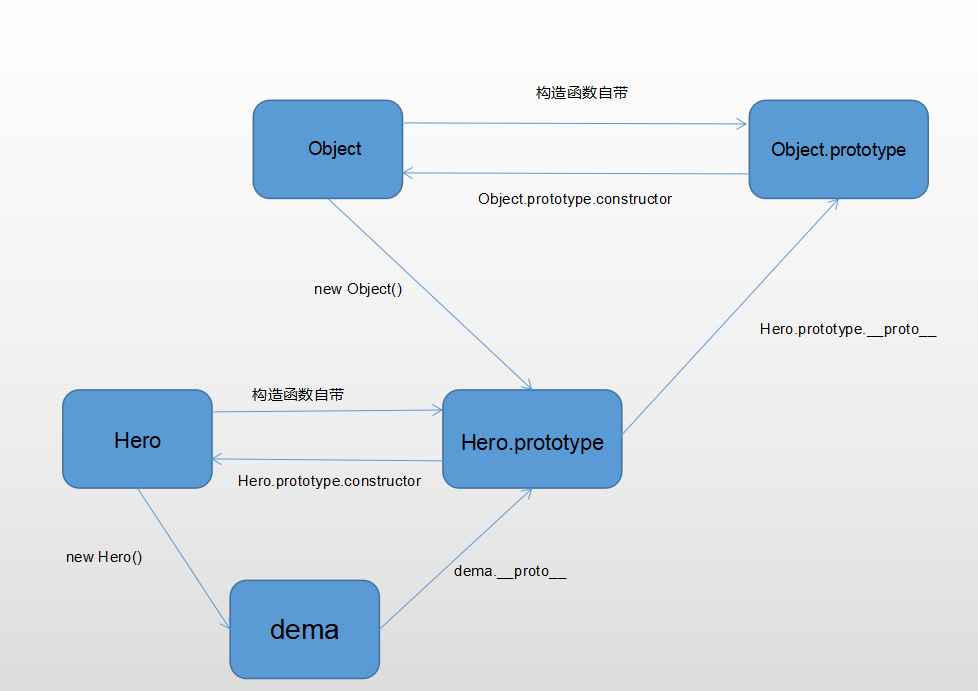 构造函数自带
Object
Object.prototype
Object.prototype.constructor
new Object()
Hero.prototype.__proto__
构造函数自带
Hero
Hero.prototype
Hero.prototype.constructor
new Hero()
dema.__proto__
dema